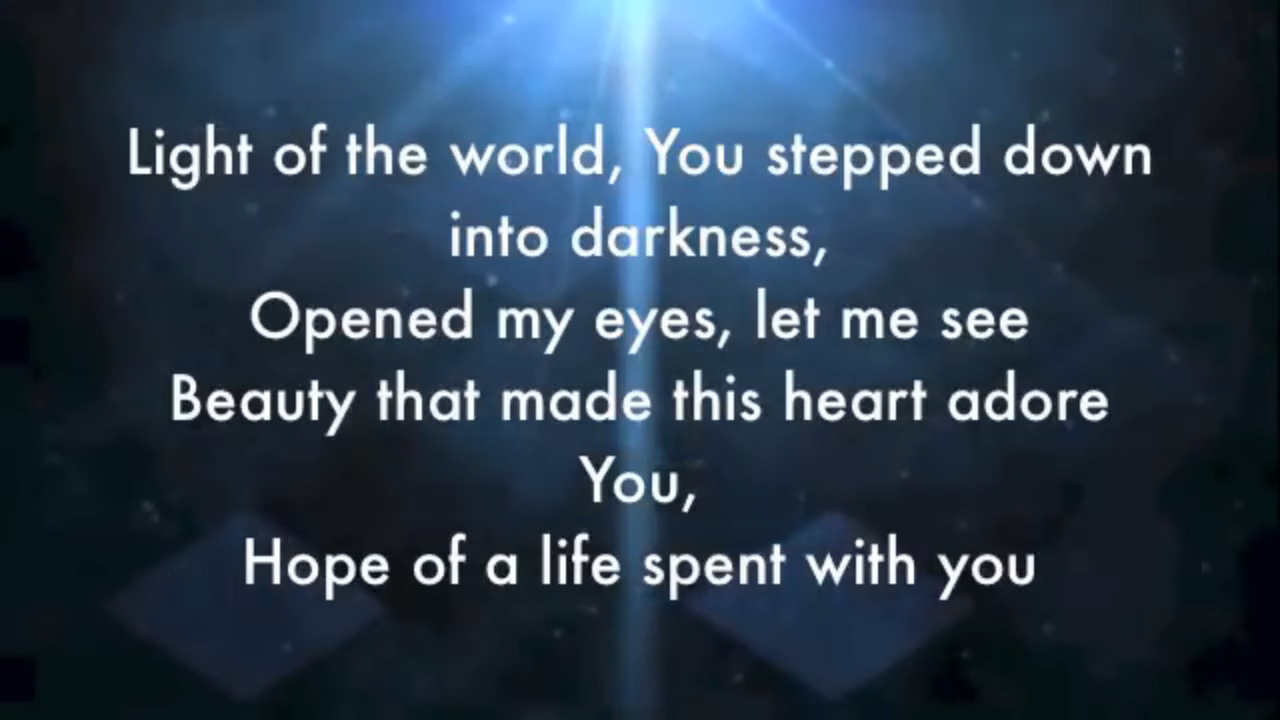 Light of the world, You stepped down
into darkness,
Opened my eyes, let me see
Beauty that made this heart adore
You,
Hope of a life spent with you